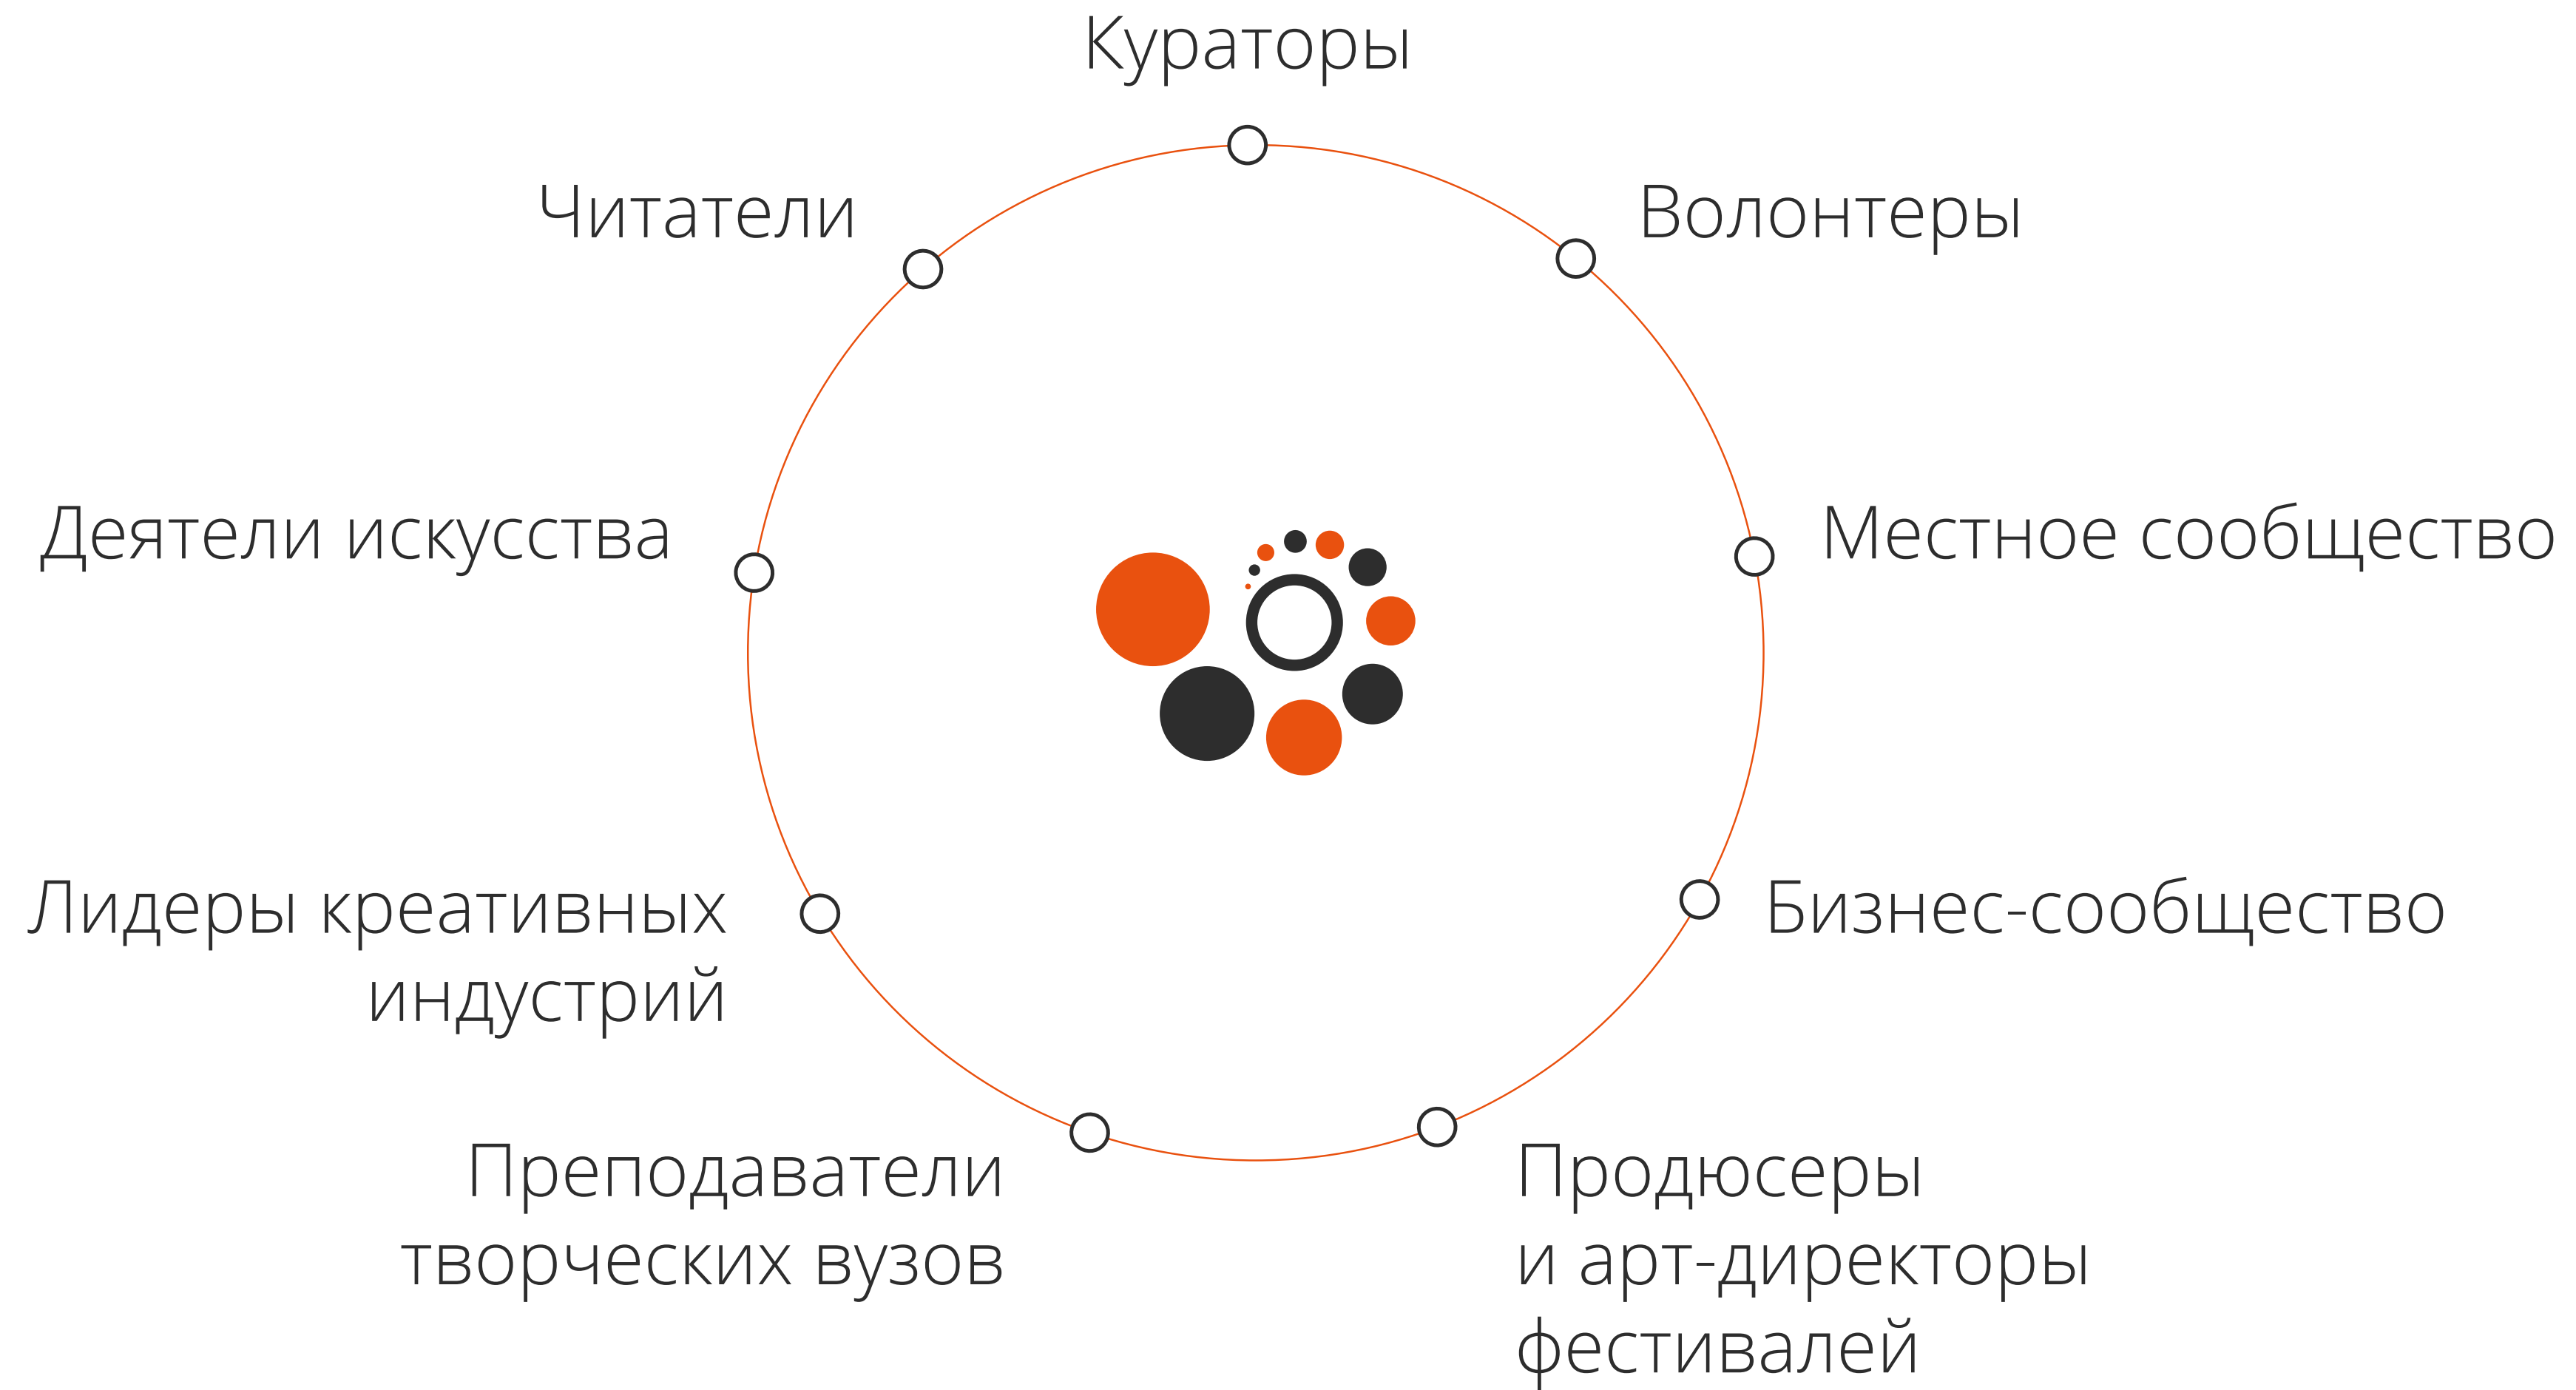 Кураторы
Читатели
Волонтеры
Деятели искусства
Местное сообщество
Лидеры креативных
индустрий
Бизнес-сообщество
Преподаватели
творческих вузов
Продюсеры
и арт-директоры
фестивалей